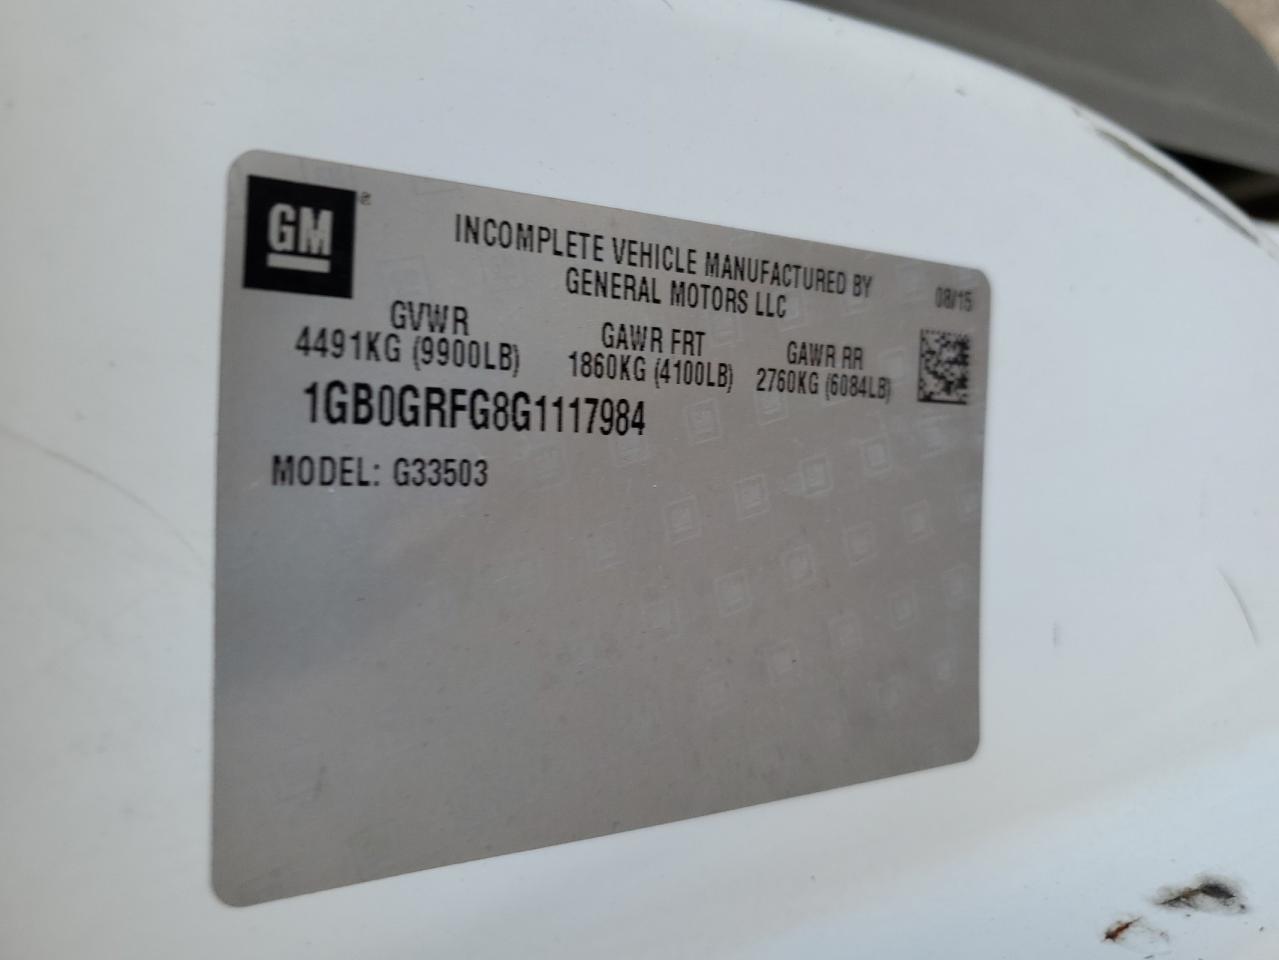 GM
INCOMPLETE VEHICLE MANUFACTURED BY
GENERAL MOTORS LLC
08/15
GVWR GAWR FRT GAWR RR
4491KG (9900LB) 1860KG (4100LB) 2760KG (6084LB)
1GB0GRFG8G1117984
MODEL: G33503